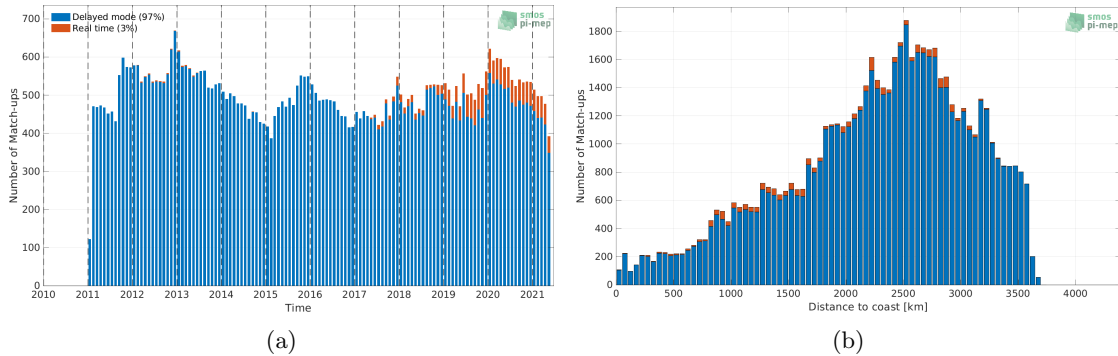 Delayed mode (97%)
Real time (3%)
smos
pi-mep
Number of Match-ups
700
600
500
400
300
200
100
0
2010 2011 2012 2013 2014 2015 2016 2017 2018 2019 2020 2021
Time
(a)
smos
pi-mep
Number of Match-ups
1800
1600
1400
1200
1000
800
600
400
200
0
0 500 1000 1500 2000 2500 3000 3500 4000
Distance to coast [km]
(b)